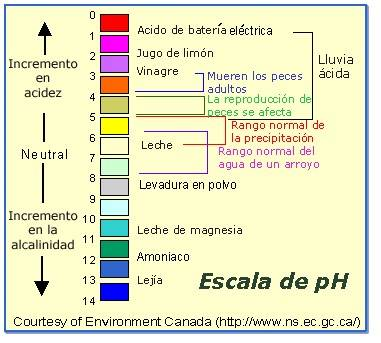 0
Acido de batería eléctrica
1
Jugo de limón
2
Vinagre
Lluvia
ácida
Incremento
en
acidez
3
Mueren los peces
adultos
4
La reproducción de
peces se afecta
5
Rango normal de
la precipitación
6
Leche
Rango normal del
agua de un arroyo
Neutral
7
8
Levadura en polvo
9
Incremento
en la
alcalinidad
10
Leche de magnesia
11
12
Amoniaco
13
Lejía
14
Escala de pH
Courtesy of Environment Canada (http://www.ns.ec.gc.ca/)